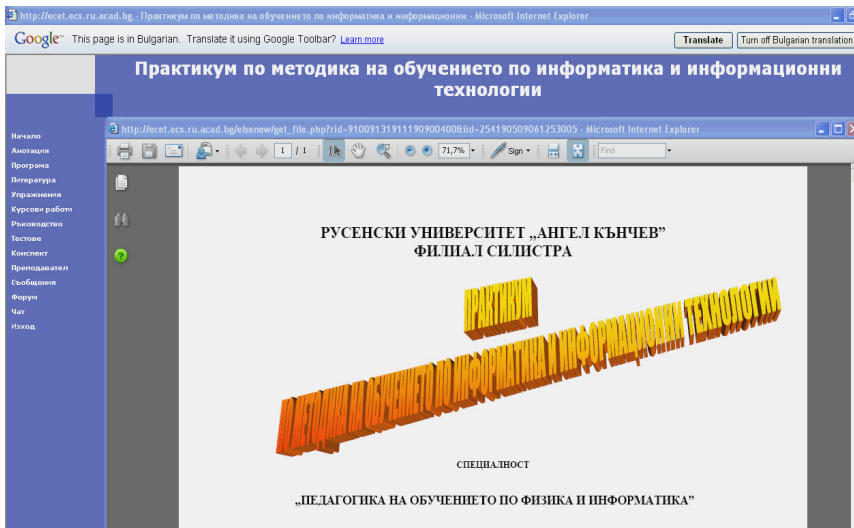 http://ecet.ecs.ru.acad.bg - Практикум по методика на обучението по информатика и информационни - Microsoft Internet Explorer
Google This page is in Bulgarian. Translate it using Google Toolbar? Learn more
Translate
Turn off Bulgarian translation
Практикум по методика на обучението по информатика и информационни
технологии
http://ecet.ecs.ru.acad.bg/elsenew/get_file.php?rid= - Microsoft Internet Explorer
1 / 1
71,7%
Sign
Find
Начало
Анотация
Програма
Литература
Упражнения
Курсови работи
Ръководство
Тестове
Конспект
Преподавател
Съобщения
Форум
Чат
Изход
РУСЕНСКИ УНИВЕРСИТЕТ „АНГЕЛ КЪНЧЕВ”
ФИЛИАЛ СИЛИСТРА
ПРАКТИКУМ
ПО МЕТОДИКА НА ОБУЧЕНИЕТО ПО ИНФОРМАТИКА И ИНФОРМАЦИОННИ ТЕХНОЛОГИИ
СПЕЦИАЛНОСТ
„ПЕДАГОГИКА НА ОБУЧЕНИЕТО ПО ФИЗИКА И ИНФОРМАТИКА”